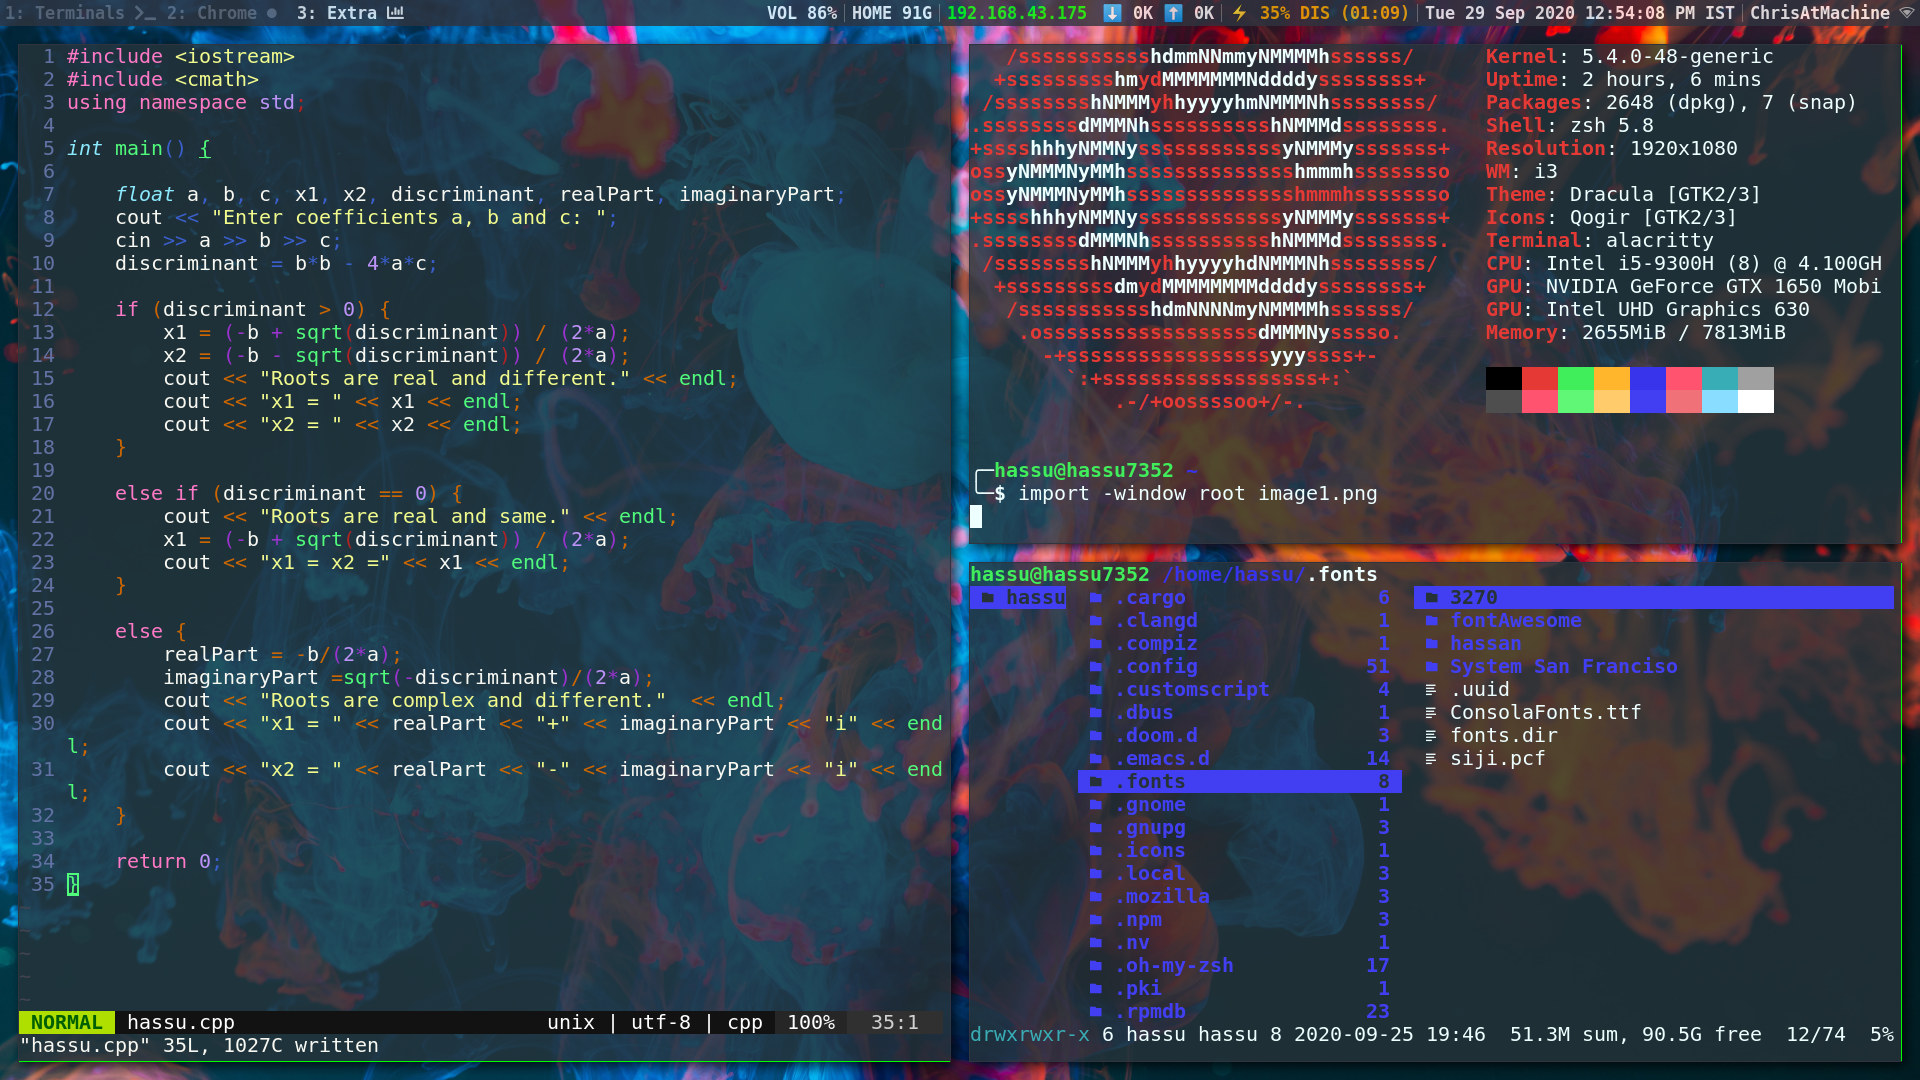 1: Terminals 2: Chrome 3: Extra VOL 86% HOME 91G 192.168.43.175 0K 0K 35% DIS (01:09) Tue 29 Sep 2020 12:54:08 PM IST ChrisAtMachine
1 #include <iostream>
2 #include <cmath>
3 using namespace std;
4
5 int main() {
6
7     float a, b, c, x1, x2, discriminant, realPart, imaginaryPart;
8     cout << "Enter coefficients a, b and c: ";
9     cin >> a >> b >> c;
10     discriminant = b*b - 4*a*c;
11
12     if (discriminant > 0) {
13         x1 = (-b + sqrt(discriminant)) / (2*a);
14         x2 = (-b - sqrt(discriminant)) / (2*a);
15         cout << "Roots are real and different." << endl;
16         cout << "x1 = " << x1 << endl;
17         cout << "x2 = " << x2 << endl;
18     }
19
20     else if (discriminant == 0) {
21         cout << "Roots are real and same." << endl;
22         x1 = (-b + sqrt(discriminant)) / (2*a);
23         cout << "x1 = x2 =" << x1 << endl;
24     }
25
26     else {
27         realPart = -b/(2*a);
28         imaginaryPart =sqrt(-discriminant)/(2*a);
29         cout << "Roots are complex and different."  << endl;
30         cout << "x1 = " << realPart << "+" << imaginaryPart << "i" << end
l;
31         cout << "x2 = " << realPart << "-" << imaginaryPart << "i" << end
l;
32     }
33
34     return 0;
35 }
~
~
~
~
~
NORMAL hassu.cpp unix | utf-8 | cpp 100% 35:1
"hassu.cpp" 35L, 1027C written
   /ssssssssssshdmmNNmmyNMMMMhssssss/
  +ssssssssshmydMMMMMMMNddddyssssssss+
 /sssssssshNMMMyhhyyyyhmNMMMNhssssssss/
.ssssssssdMMMNhsssssssssshNMMMdssssssss.
+sssshhhyNMMNyssssssssssssyNMMMysssssss+
ossyNMMMNyMMhsssssssssssssshmmmhssssssso
ossyNMMMNyMMhsssssssssssssshmmmhssssssso
+sssshhhyNMMNyssssssssssssyNMMMysssssss+
.ssssssssdMMMNhsssssssssshNMMMdssssssss.
 /sssssssshNMMMyhhyyyyhdNMMMNhssssssss/
  +sssssssssdmydMMMMMMMMddddyssssssss+
   /sssssssssssshdmNNNNmyNMMMMhssssss/
    .ossssssssssssssssssdMMMNysssso.
      -+sssssssssssssssssyyyssss+-
        `:+ssssssssssssssssss+:`
            .-/+oossssoo+/-.
Kernel: 5.4.0-48-generic
Uptime: 2 hours, 6 mins
Packages: 2648 (dpkg), 7 (snap)
Shell: zsh 5.8
Resolution: 1920x1080
WM: i3
Theme: Dracula [GTK2/3]
Icons: Qogir [GTK2/3]
Terminal: alacritty
CPU: Intel i5-9300H (8) @ 4.100GH
GPU: NVIDIA GeForce GTX 1650 Mobi
GPU: Intel UHD Graphics 630
Memory: 2655MiB / 7813MiB
╭─hassu@hassu7352 ~
╰─$ import -window root image1.png
hassu@hassu7352 /home/hassu/.fonts
hassu
.cargo 6
.clangd 1
.compiz 1
.config 51
.customscript 4
.dbus 1
.doom.d 3
.emacs.d 14
.fonts 8
.gnome 1
.gnupg 3
.icons 1
.local 3
.mozilla 3
.npm 3
.nv 1
.oh-my-zsh 17
.pki 1
.rpmdb 23
3270
fontAwesome
hassan
System San Franciso
.uuid
ConsolaFonts.ttf
fonts.dir
siji.pcf
drwxrwxr-x 6 hassu hassu 8 2020-09-25 19:46 51.3M sum, 90.5G free 12/74 5%